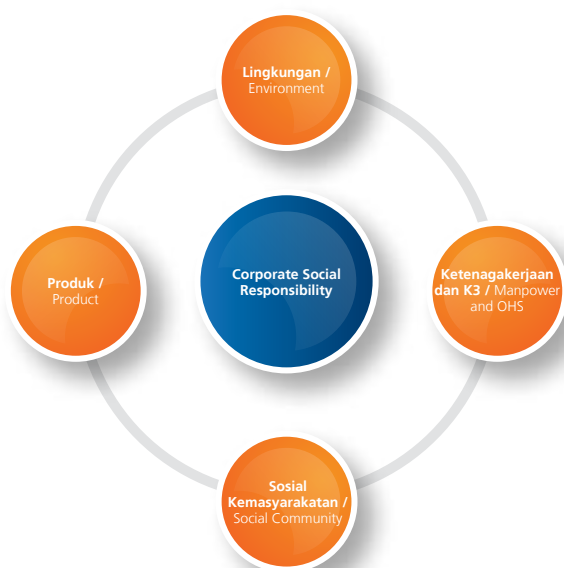 Lingkungan /
Environment
Produk /
Product
Corporate Social
Responsibility
Ketenagakerjaan
dan K3 / Manpower
and OHS
Sosial
Kemasyarakatan /
Social Community